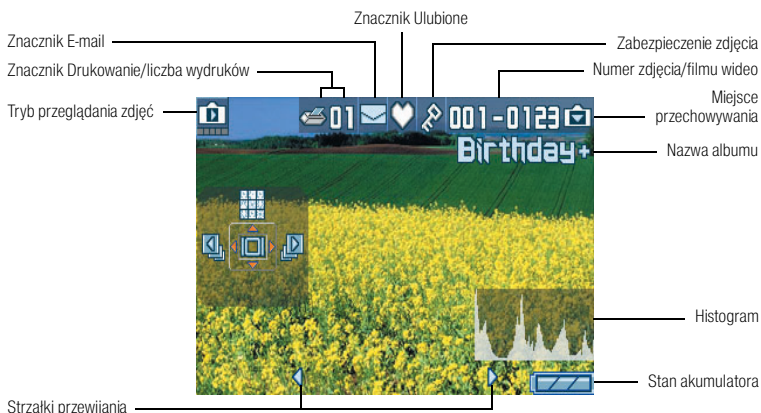 Znacznik Ulubione
Znacznik E-mail
Zabezpieczenie zdjęcia
Znacznik Drukowanie/liczba wydruków
Numer zdjęcia/filmu wideo
Tryb przeglądania zdjęć
Miejsce
przechowywania
01
001-0123
Birthday+
Nazwa albumu
Histogram
Stan akumulatora
Strzałki przewijania